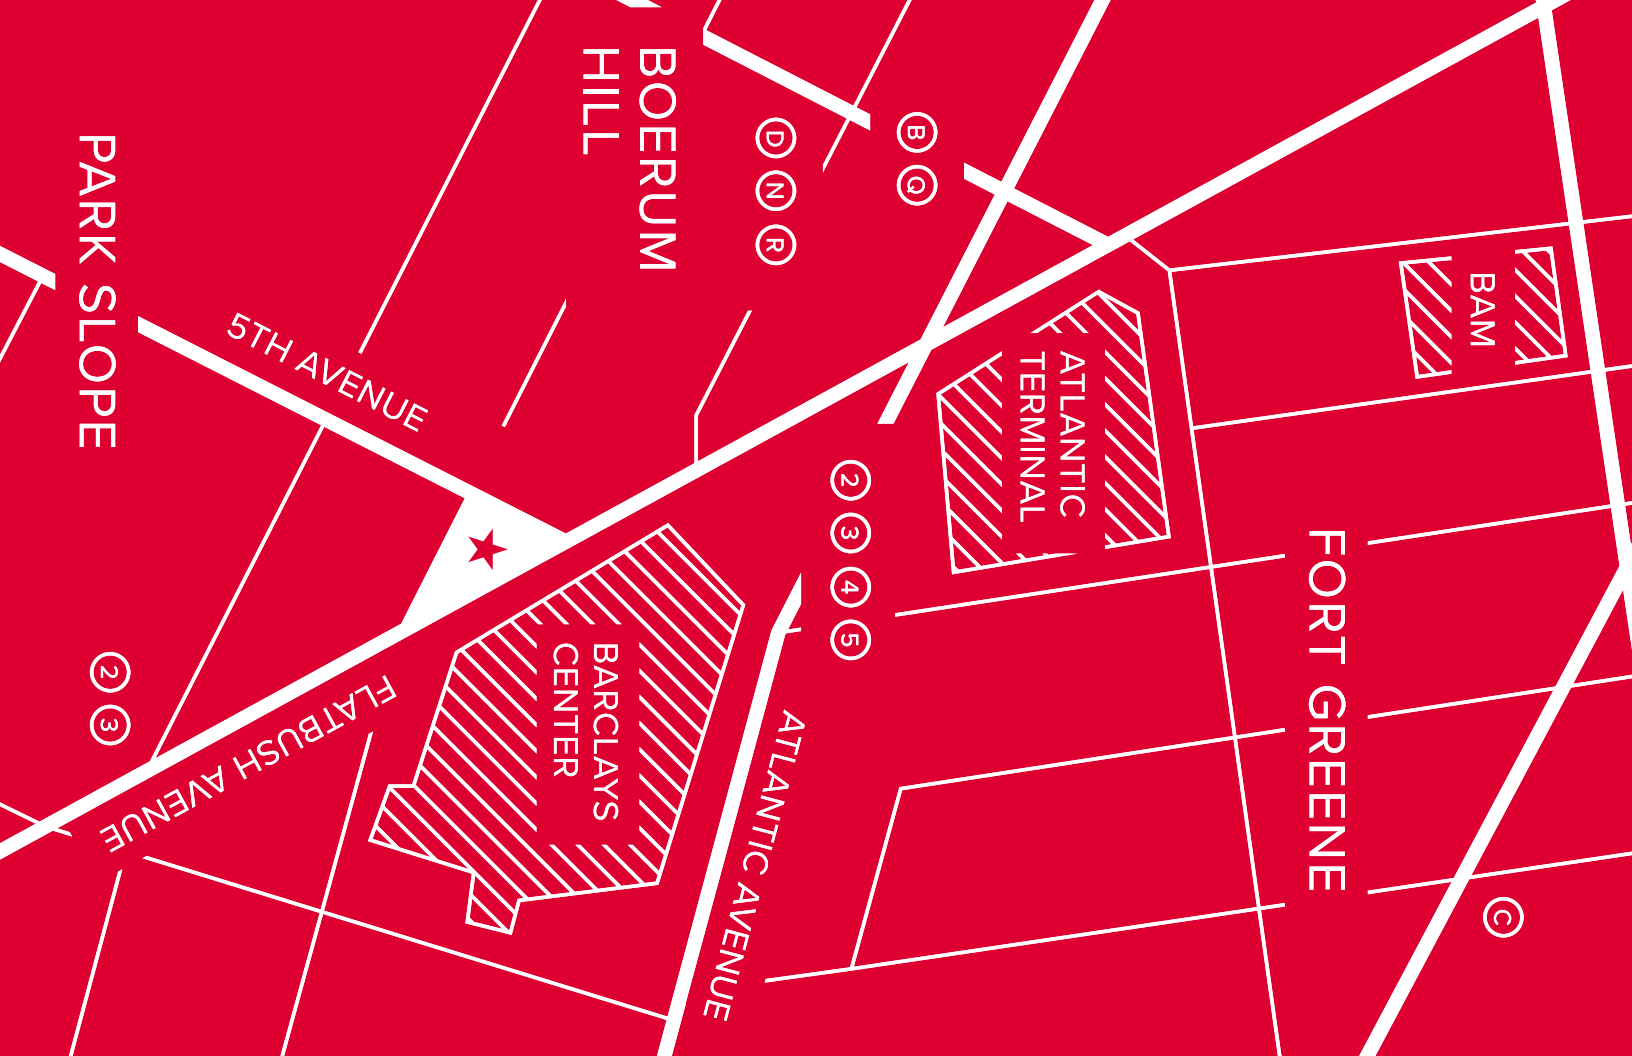 FORT GREENE
BAM
C
ATLANTIC
TERMINAL
B Q
2 3 4 5
D N R
ATLANTIC AVENUE
BOERUM
HILL
BARCLAYS
CENTER
5TH AVENUE
FLATBUSH AVENUE
PARK SLOPE
2 3